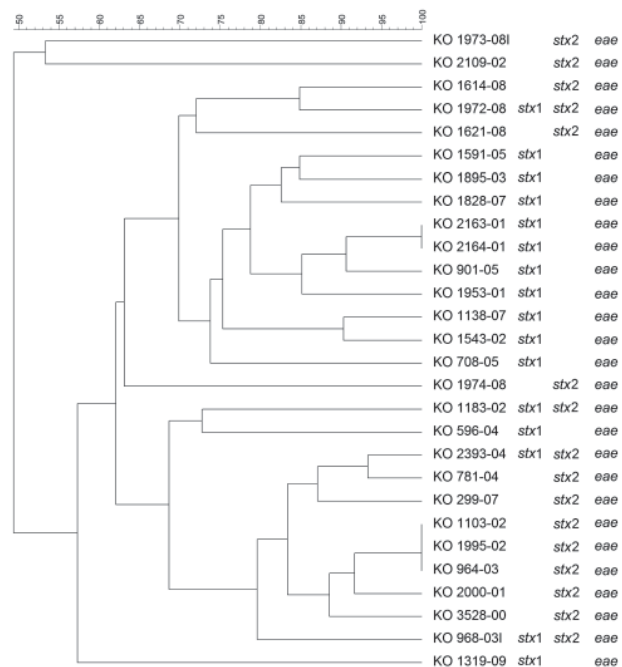 50 55 60 65 70 75 80 85 90 95 100
KO 1973-08I stx2 eae
KO 2109-02 stx2 eae
KO 1614-08 stx2 eae
KO 1972-08 stx1 stx2 eae
KO 1621-08 stx2 eae
KO 1591-05 stx1 eae
KO 1895-03 stx1 eae
KO 1828-07 stx1 eae
KO 2163-01 stx1 eae
KO 2164-01 stx1 eae
KO 901-05 stx1 eae
KO 1953-01 stx1 eae
KO 1138-07 stx1 eae
KO 1543-02 stx1 eae
KO 708-05 stx1 eae
KO 1974-08 stx2 eae
KO 1183-02 stx1 stx2 eae
KO 596-04 stx1 eae
KO 2393-04 stx1 stx2 eae
KO 781-04 stx2 eae
KO 299-07 stx2 eae
KO 1103-02 stx2 eae
KO 1995-02 stx2 eae
KO 964-03 stx2 eae
KO 2000-01 stx2 eae
KO 3528-00 stx2 eae
KO 968-03I stx1 stx2 eae
KO 1319-09 stx1 eae